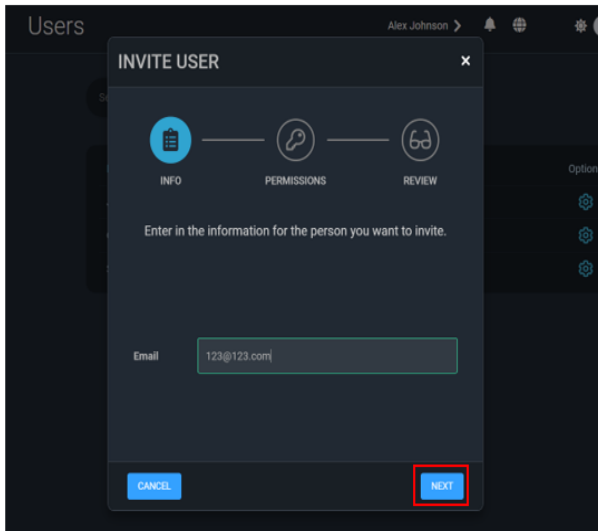 Users
Alex Johnson
INVITE USER
INFO
PERMISSIONS
REVIEW
Option
Enter in the information for the person you want to invite.
Email
123@123.com
CANCEL
NEXT